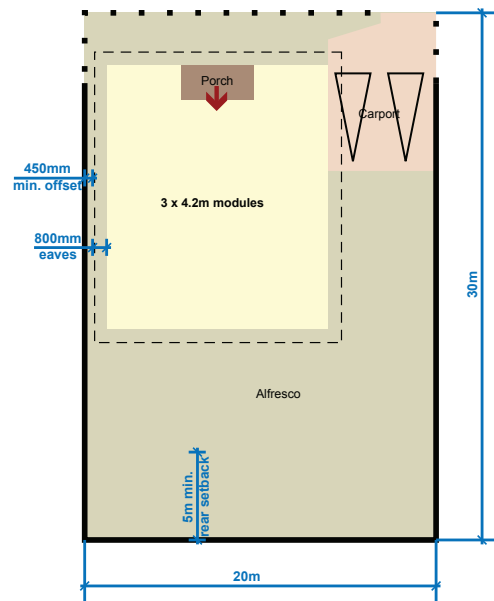 Porch
Carport
450mm
min. offset
3 x 4.2m modules
800mm
eaves
30m
Alfresco
5m min.
rear setback
20m